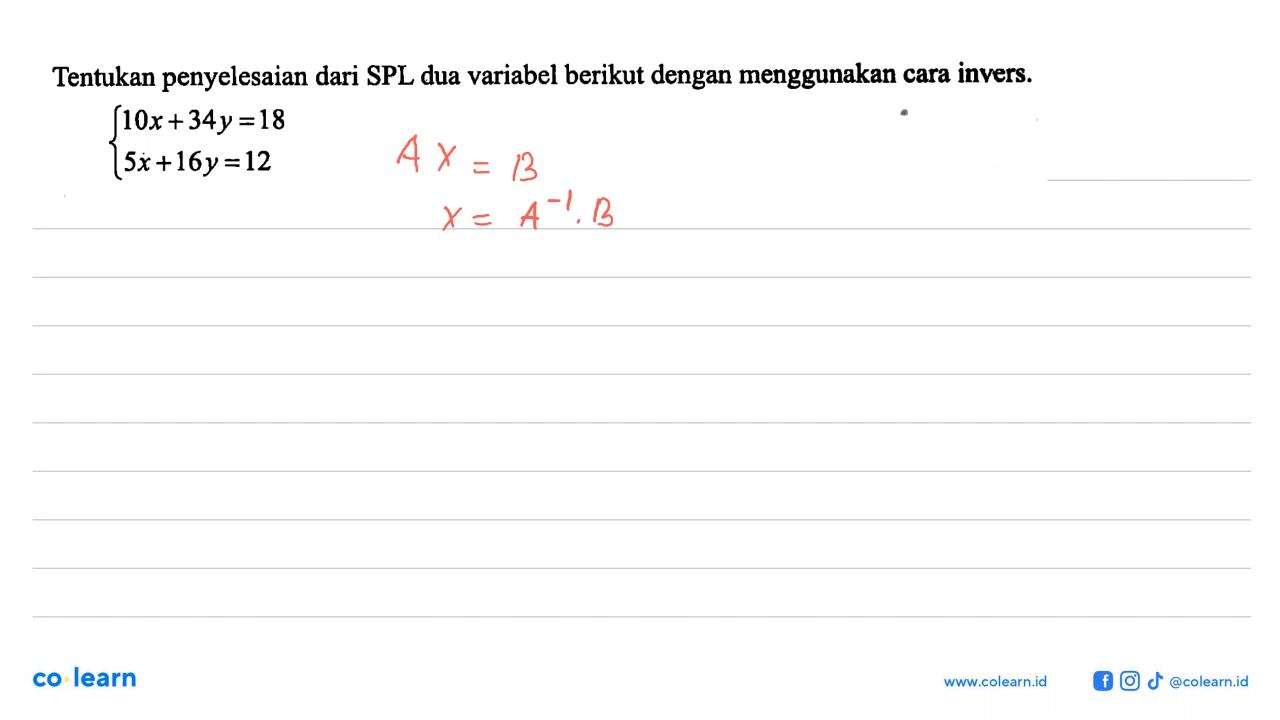 Tentukan penyelesaian dari SPL dua variabel berikut dengan menggunakan cara invers.
10x+34y=18
5x+16y=12
A X = B
X = A⁻¹. B
co learn
www.colearn.id
@colearn.id